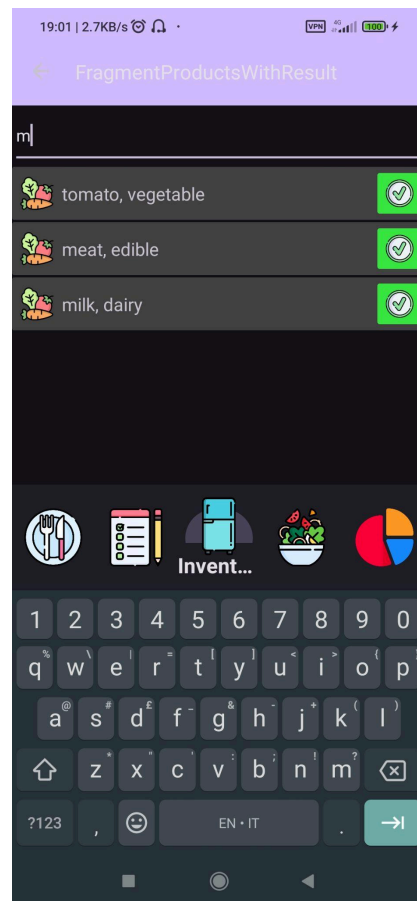 19:01 | 2.7KB/s
VPN 4G 100
FragmentProductsWithResult
m
tomato, vegetable
meat, edible
milk, dairy
Invent...
1 2 3 4 5 6 7 8 9 0
q w e r t y u i o p
% \ | = [ ] < > { }
a s d f g h j k l
@ # £ - & - + ( )
z x c v b n m
* " ' : ; ! ?
?123 , EN • IT .